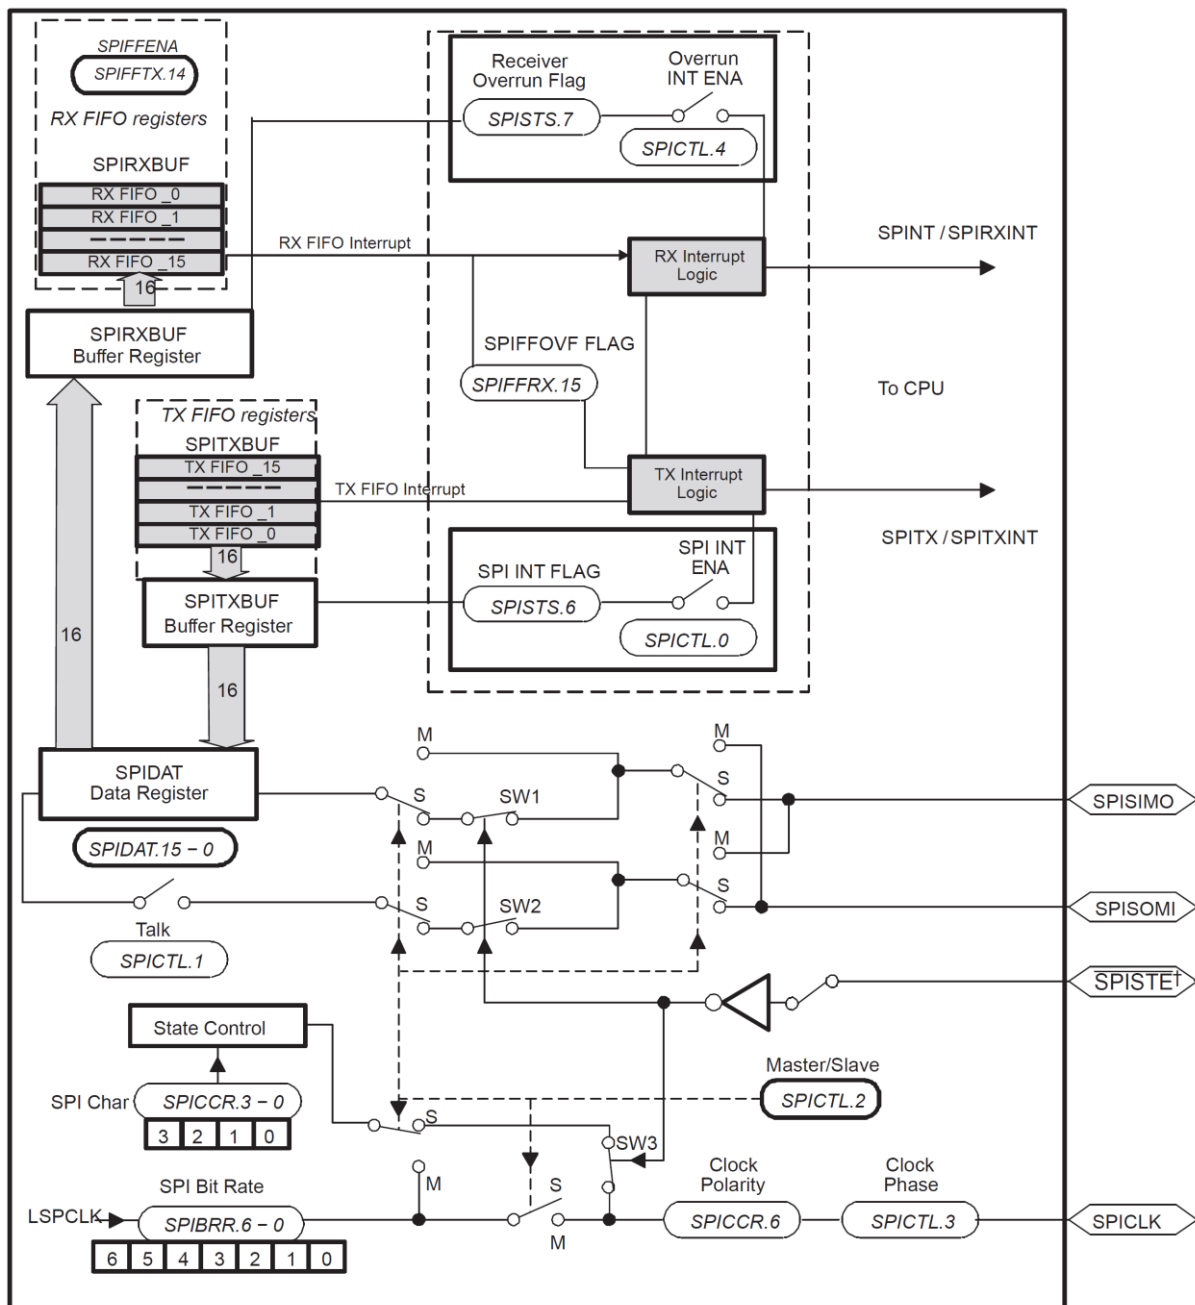 SPIFFENA
SPIFFTX.14
RX FIFO registers
SPIRXBUF
RX FIFO _0
RX FIFO _1
RX FIFO _15
16
SPIRXBUF
Buffer Register
Receiver
Overrun Flag
SPISTS.7
Overrun
INT ENA
SPICTL.4
RX FIFO Interrupt
RX Interrupt
Logic
SPINT / SPIRXINT
SPIFFOVF FLAG
SPIFFRX.15
To CPU
TX FIFO registers
SPITXBUF
TX FIFO _15
TX FIFO _1
TX FIFO _0
16
TX FIFO Interrupt
TX Interrupt
Logic
SPITX / SPITXINT
SPITXBUF
Buffer Register
SPI INT FLAG
SPISTS.6
SPI INT
ENA
SPICTL.0
16
16
SPIDAT
Data Register
SPIDAT.15 − 0
M
S
SW1
M
S
SPISIMO
M
S
SW2
M
S
SPISOMI
Talk
SPICTL.1
SPISTE†
State Control
Master/Slave
SPICTL.2
SPI Char
SPICCR.3 − 0
3 2 1 0
S
M
SW3
SPI Bit Rate
LSPCLK
SPIBRR.6 − 0
6 5 4 3 2 1 0
S
M
Clock
Polarity
SPICCR.6
Clock
Phase
SPICTL.3
SPICLK